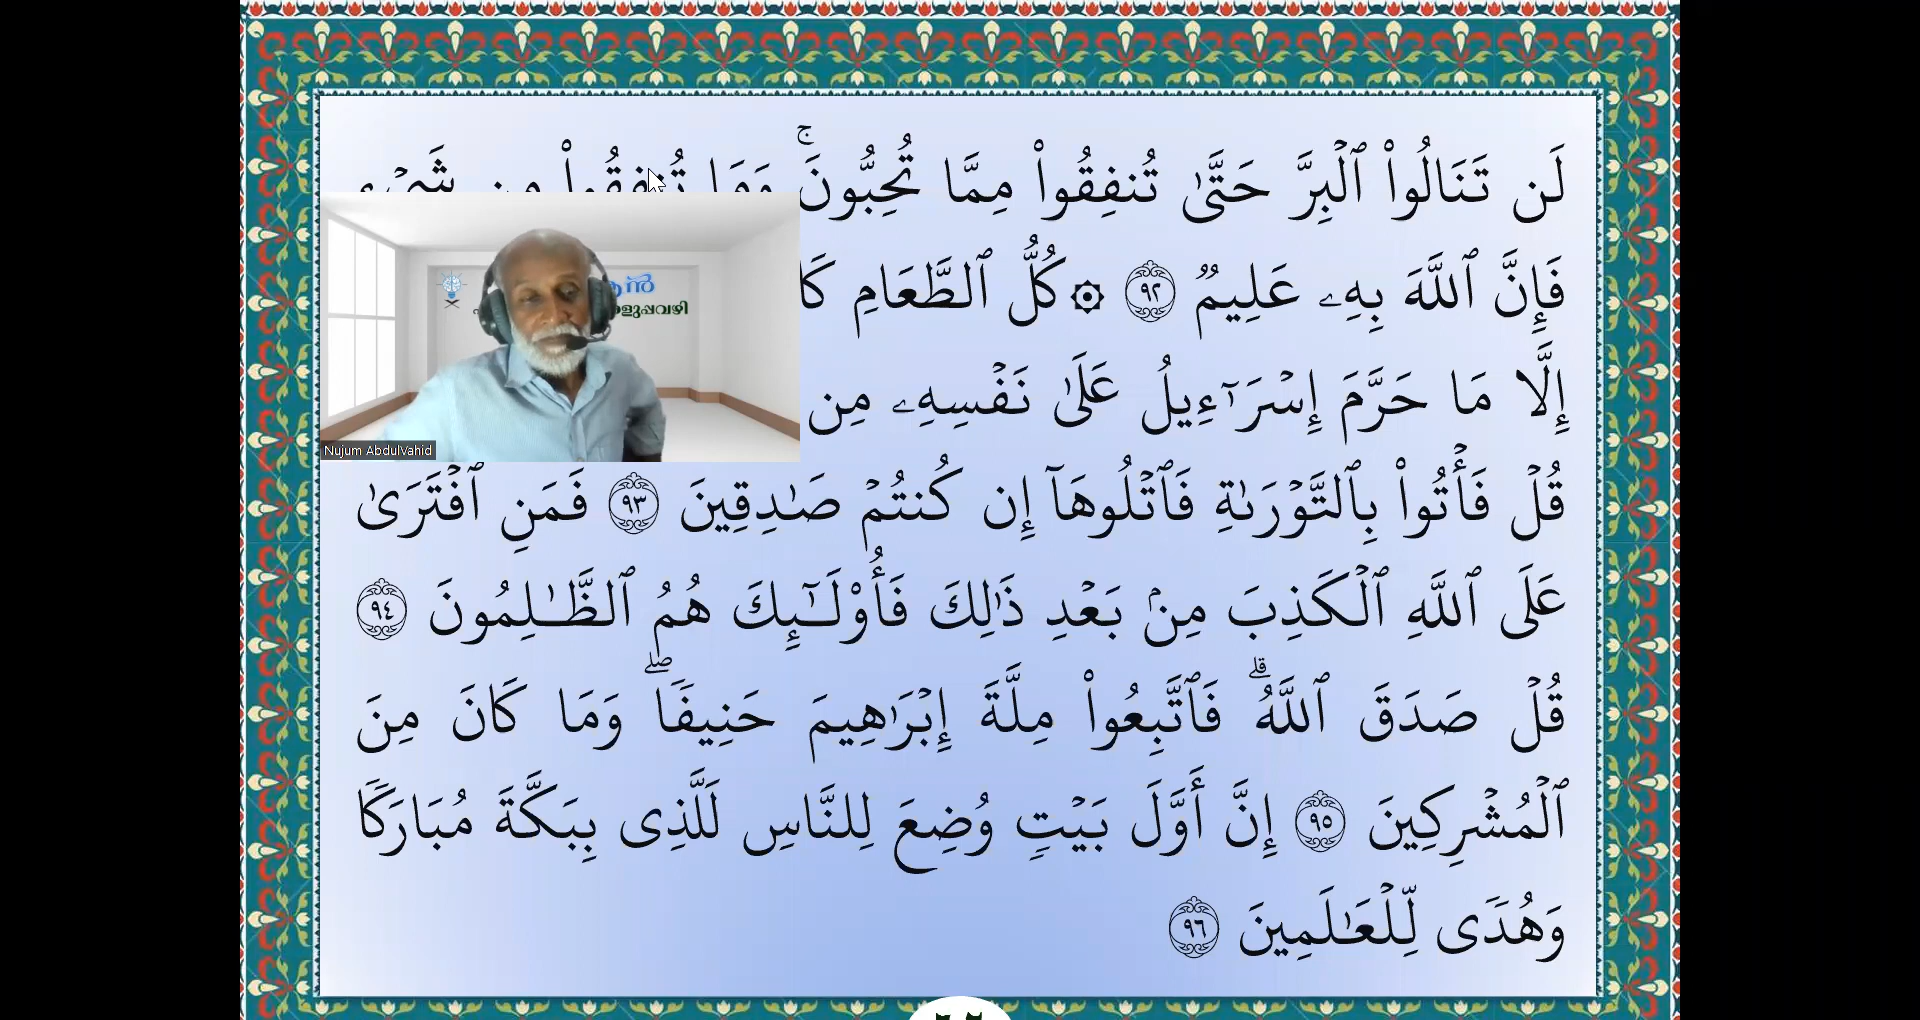 لَن تَنَالُوا۟ ٱلْبِرَّ حَتَّىٰ تُنفِقُوا۟ مِمَّا تُحِبُّونَ ۚ وَمَا تُنفِقُوا۟ مِن شَىْءٍ
فَإِنَّ ٱللَّهَ بِهِۦ عَلِيمٌ ٩٢ ۞ كُلُّ ٱلطَّعَامِ
إِلَّا مَا حَرَّمَ إِسْرَٰٓءِيلُ عَلَىٰ نَفْسِهِۦ مِن
قُلْ فَأْتُوا۟ بِٱلتَّوْرَىٰةِ فَٱتْلُوهَآ إِن كُنتُمْ صَـٰدِقِينَ ٩٣ فَمَنِ ٱفْتَرَىٰ
عَلَى ٱللَّهِ ٱلْكَذِبَ مِنۢ بَعْدِ ذَٰلِكَ فَأُو۟لَـٰٓئِكَ هُمُ ٱلظَّـٰلِمُونَ ٩٤
قُلْ صَدَقَ ٱللَّهُ ۗ فَٱتَّبِعُوا۟ مِلَّةَ إِبْرَٰهِيمَ حَنِيفًا ۖ وَمَا كَانَ مِنَ
ٱلْمُشْرِكِينَ ٩٥ إِنَّ أَوَّلَ بَيْتٍ وُضِعَ لِلنَّاسِ لَلَّذِى بِبَكَّةَ مُبَارَكًا
وَهُدًى لِّلْعَـٰلَمِينَ ٩٦
Nujum AbdulVahid